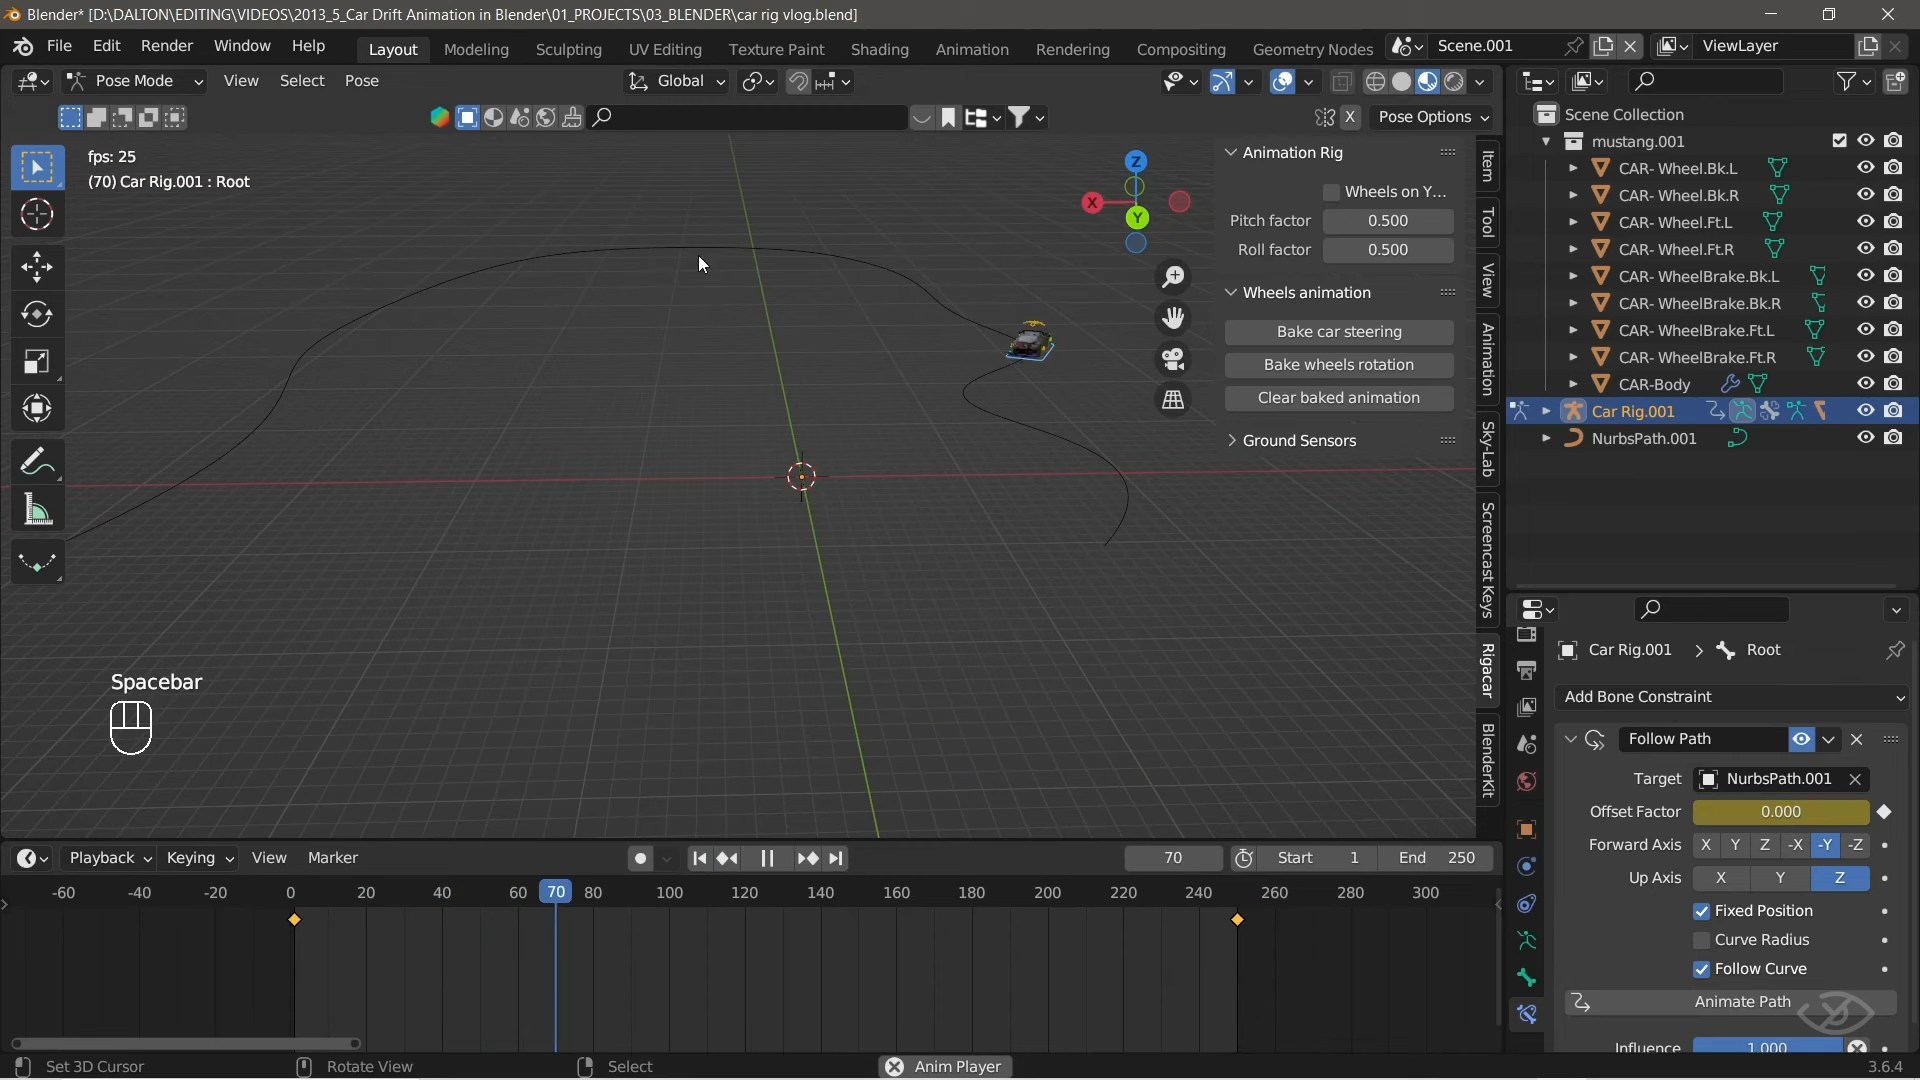 Blender* [D:\DALTON\EDITING\VIDEOS\2013_5_Car Drift Animation in Blender\01_PROJECTS\03_BLENDER\car rig vlog.blend]
File Edit Render Window Help Layout Modeling Sculpting UV Editing Texture Paint Shading Animation Rendering Compositing Geometry Nodes Scene.001 ViewLayer
Pose Mode View Select Pose Global
X Pose Options
fps: 25
(70) Car Rig.001 : Root
Z
X
Y
Animation Rig
Wheels on Y...
Pitch factor 0.500
Roll factor 0.500
Wheels animation
Bake car steering
Bake wheels rotation
Clear baked animation
Ground Sensors
Item
Tool
View
Animation
Sky-Lab
Screencast Keys
Rigacar
BlenderKit
Scene Collection
mustang.001
CAR- Wheel.Bk.L
CAR- Wheel.Bk.R
CAR- Wheel.Ft.L
CAR- Wheel.Ft.R
CAR- WheelBrake.Bk.L
CAR- WheelBrake.Bk.R
CAR- WheelBrake.Ft.L
CAR- WheelBrake.Ft.R
CAR-Body
Car Rig.001
NurbsPath.001
Car Rig.001 > Root
Add Bone Constraint
Follow Path
Target NurbsPath.001
Offset Factor 0.000
Forward Axis X Y Z -X -Y -Z
Up Axis X Y Z
Fixed Position
Curve Radius
Follow Curve
Animate Path
Influence 1.000
Spacebar
Playback Keying View Marker 70 Start 1 End 250
-60 -40 -20 0 20 40 60 70 80 100 120 140 160 180 200 220 240 260 280 300
Set 3D Cursor Rotate View Select Anim Player 3.6.4